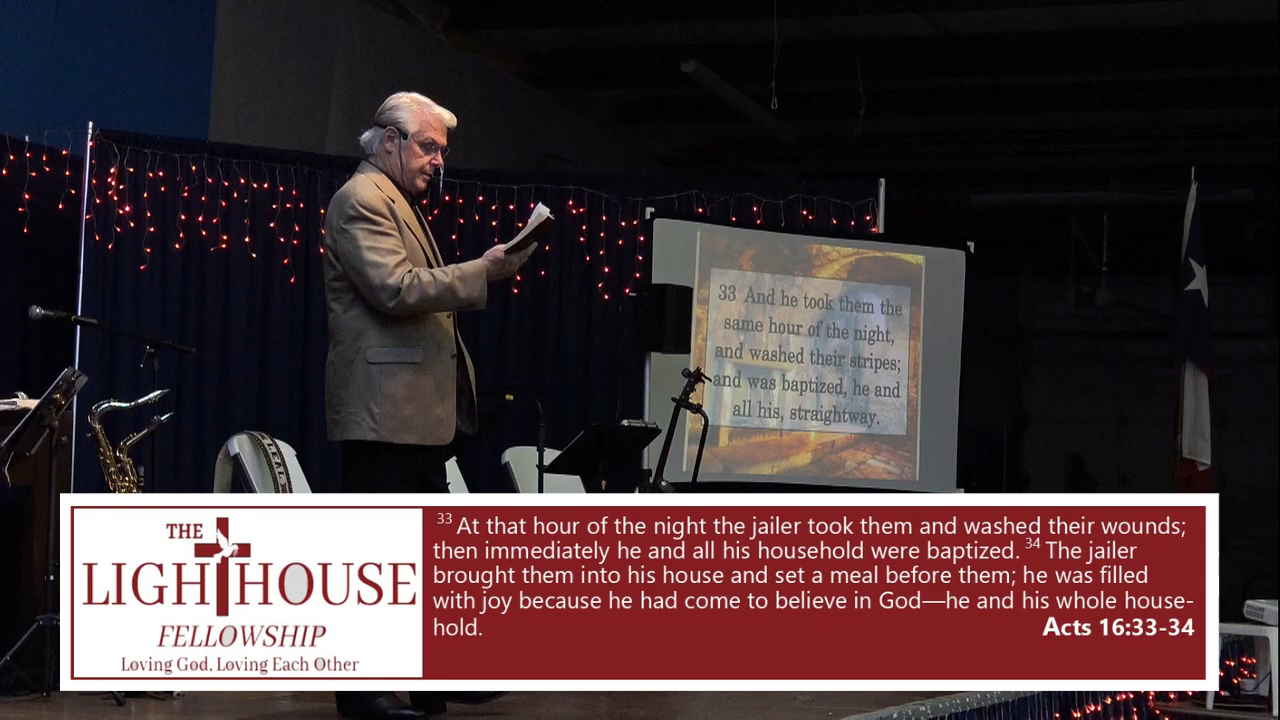 33 And he took them the
same hour of the night,
and washed their stripes;
and was baptized, he and
all his, straightway.
THE
LIGHTHOUSE
FELLOWSHIP
Loving God, Loving Each Other
33 At that hour of the night the jailer took them and washed their wounds;
then immediately he and all his household were baptized. 34 The jailer
brought them into his house and set a meal before them; he was filled
with joy because he had come to believe in God—he and his whole house-
hold.
Acts 16:33-34